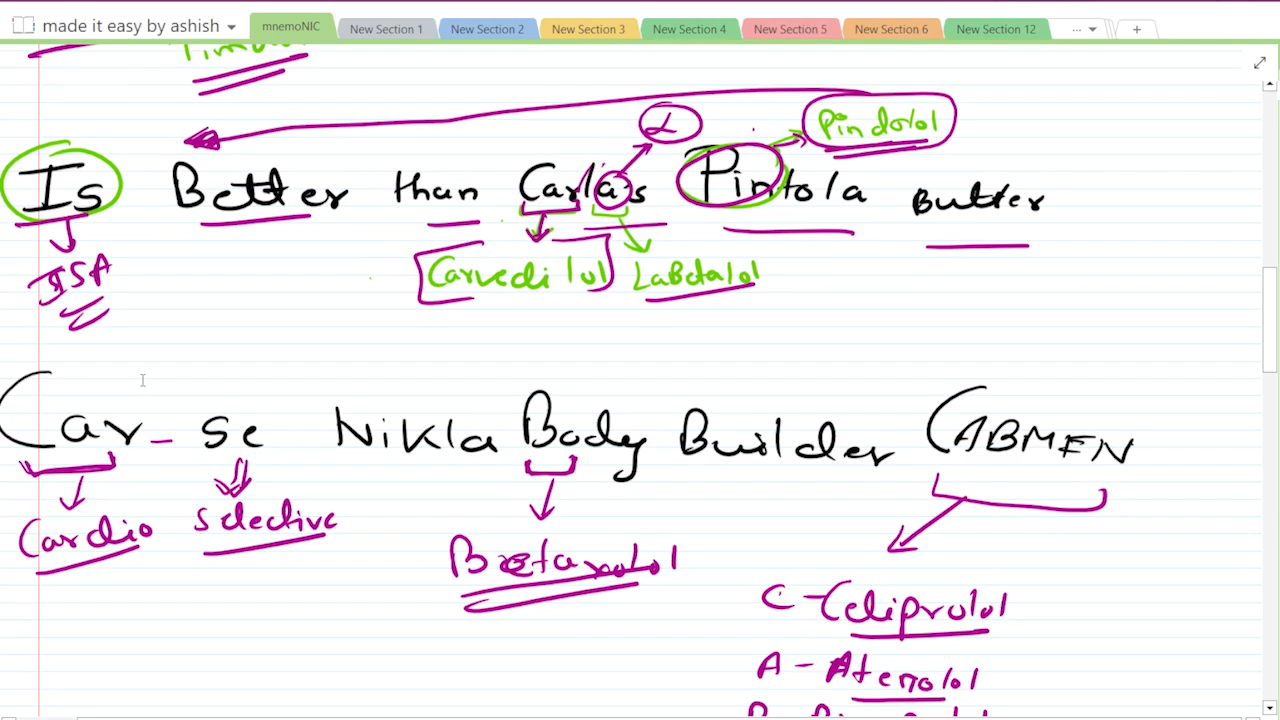 made it easy by ashish
mnemoNIC New Section 1 New Section 2 New Section 3 New Section 4 New Section 5 New Section 6 New Section 12 ... +
α Pindolol
Is Better than Carla's Pintola Butter
ISA Carvedilol LaBetalol
Car - Se Nikla Body Builder CABMEN
Cardio Selective
Betaxolol
C - Celiprolol
A - Atenolol